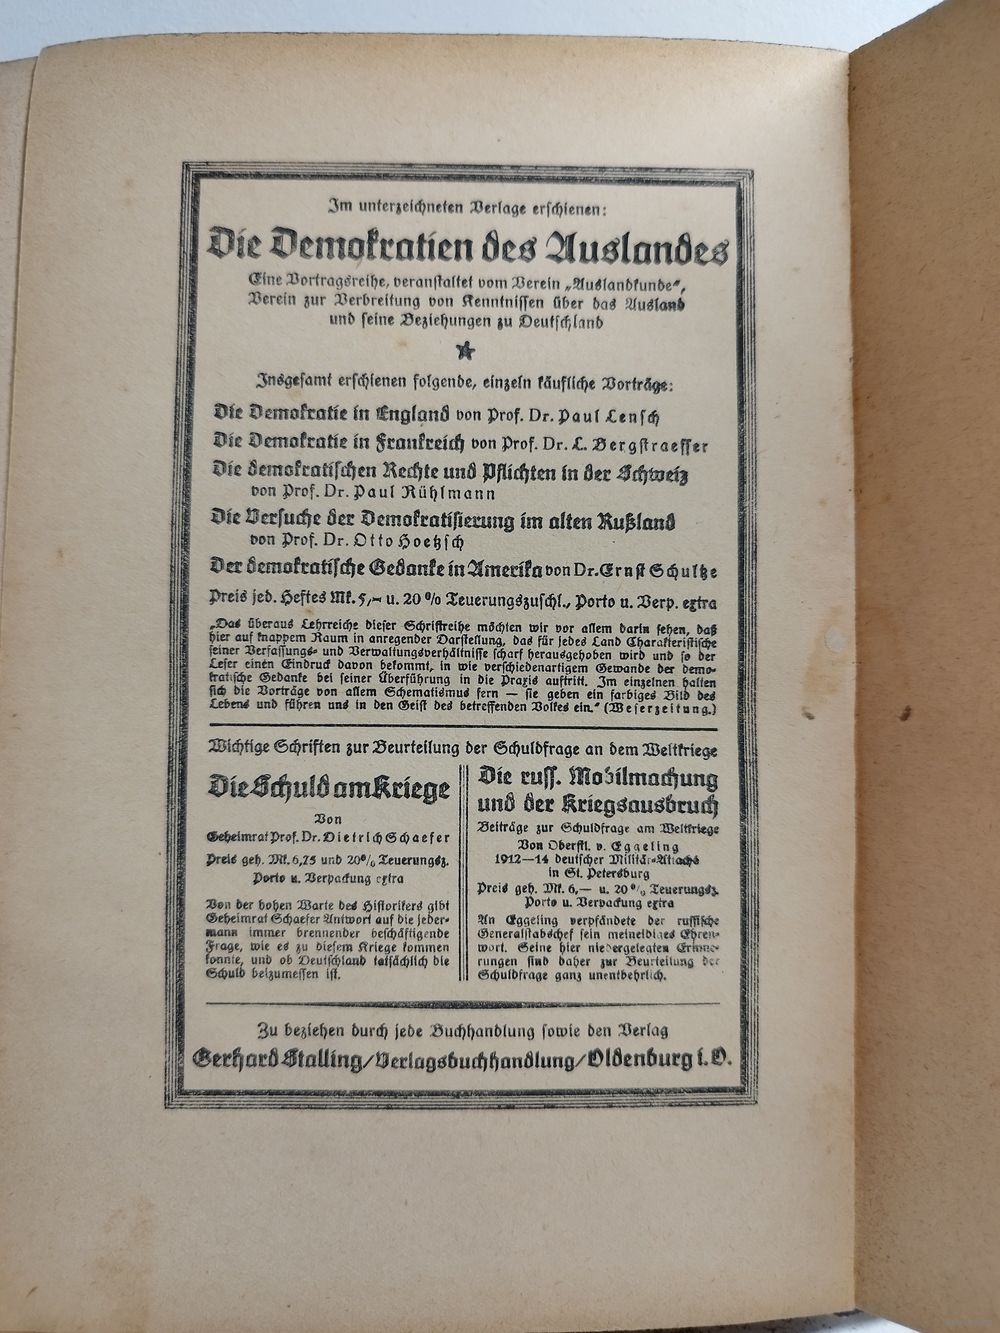 Im unterzeichneten Verlage erschienen:
Die Demokratien des Auslandes
Eine Vortragsreihe, veranstaltet vom Verein „Auslandkunde“,
Verein zur Verbreitung von Kenntnissen über das Ausland
und seine Beziehungen zu Deutschland
Insgesamt erschienen folgende, einzeln käufliche Vorträge:
Die Demokratie in England von Prof. Dr. Paul Lensch
Die Demokratie in Frankreich von Prof. Dr. L. Bergstraesser
Die demokratischen Rechte und Pflichten in der Schweiz
von Prof. Dr. Paul Rühlmann
Die Versuche der Demokratisierung im alten Rußland
von Prof. Dr. Otto Hoetzsch
Der demokratische Gedanke in Amerika von Dr. Ernst Schultze
Preis jed. Heftes Mk. 5,– u. 20% Teuerungszuschl., Porto u. Verp. extra
„Das überaus Lehrreiche dieser Schriftreihe möchten wir vor allem darin sehen, daß
hier auf knappem Raum in anregender Darstellung, das für jedes Land Charakteristische
seiner Verfassungs- und Verwaltungsverhältnisse scharf herausgehoben wird und so der
Leser einen Eindruck davon bekommt, in wie verschiedenartigem Gewande der demo-
kratische Gedanke bei seiner Überführung in die Praxis auftritt. Im einzelnen halten
sich die Vorträge von allem Schematismus fern — sie geben ein farbiges Bild des
Lebens und führen uns in den Geist des betreffenden Volkes ein.“ (Weserzeitung.)
Wichtige Schriften zur Beurteilung der Schuldfrage an dem Weltkriege
Die Schuld am Kriege
Von
Geheimrat Prof. Dr. Dietrich Schaefer
Preis geh. Mk. 6,25 und 20% Teuerungsz.
Porto u. Verpackung extra
Von der hohen Warte des Historikers gibt
Geheimrat Schaefer Antwort auf die jeder-
mann immer brennender beschäftigende
Frage, wie es zu diesem Kriege kommen
konnte, und ob Deutschland tatsächlich die
Schuld beizumessen ist.
Die russ. Mobilmachung
und der Kriegsausbruch
Beiträge zur Schuldfrage am Weltkriege
Von Oberstl. v. Eggeling
1912—14 deutscher Militär-Attaché
in St. Petersburg
Preis geh. Mk. 6,— u. 20% Teuerungsz.
Porto u. Verpackung extra
An Eggeling verpfändete der russische
Generalstabschef sein meineidiges Ehren-
wort. Seine hier niedergelegten Erinne-
rungen sind daher zur Beurteilung der
Schuldfrage ganz unentbehrlich.
Zu beziehen durch jede Buchhandlung sowie den Verlag
Gerhard Stalling/Verlagsbuchhandlung/Oldenburg i. O.